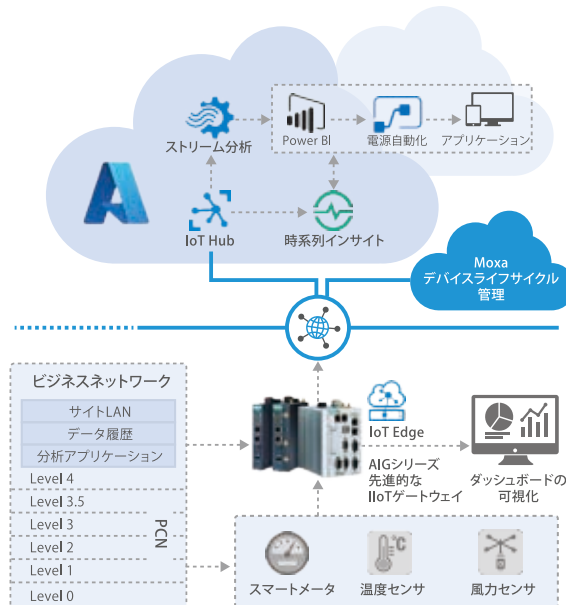 ストリーム分析
Power BI
電源自動化
アプリケーション
IoT Hub
時系列インサイト
Moxa
デバイスライフサイクル
管理
ビジネスネットワーク
サイトLAN
データ履歴
分析アプリケーション
Level 4
Level 3.5
Level 3
Level 2
Level 1
Level 0
PCN
IoT Edge
AIGシリーズ
先進的な
IIoTゲートウェイ
ダッシュボードの
可視化
°C
スマートメータ
温度センサ
風力センサ